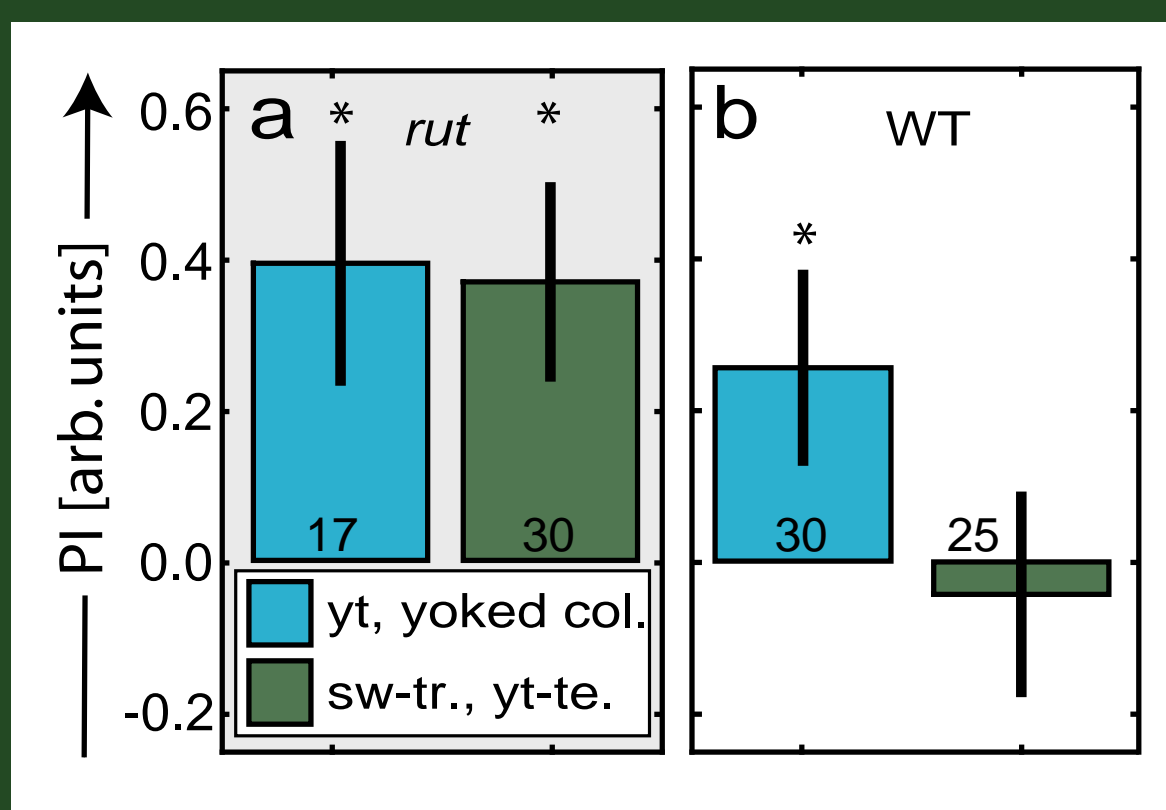 PI [arb. units]
0.6
0.4
0.2
0.0
-0.2
a
*
rut
*
17
30
yt, yoked col.
sw-tr., yt-te.
b
WT
*
30
25